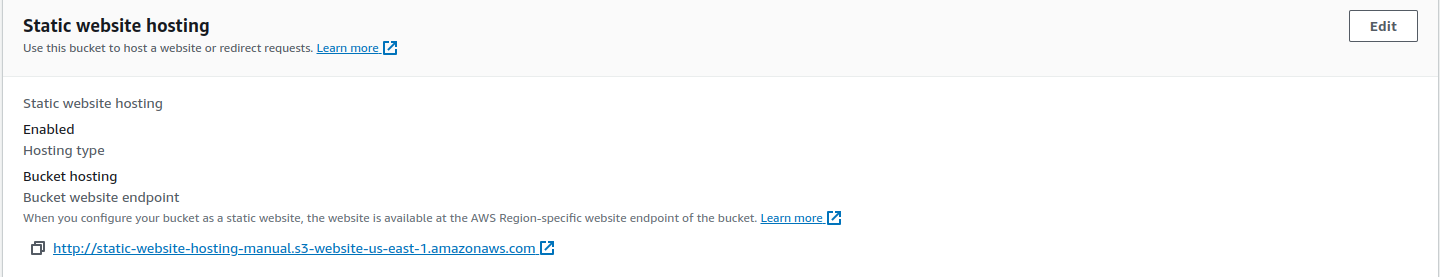 Static website hosting
Edit
Use this bucket to host a website or redirect requests. Learn more
Static website hosting
Enabled
Hosting type
Bucket hosting
Bucket website endpoint
When you configure your bucket as a static website, the website is available at the AWS Region-specific website endpoint of the bucket. Learn more
http://static-website-hosting-manual.s3-website-us-east-1.amazonaws.com